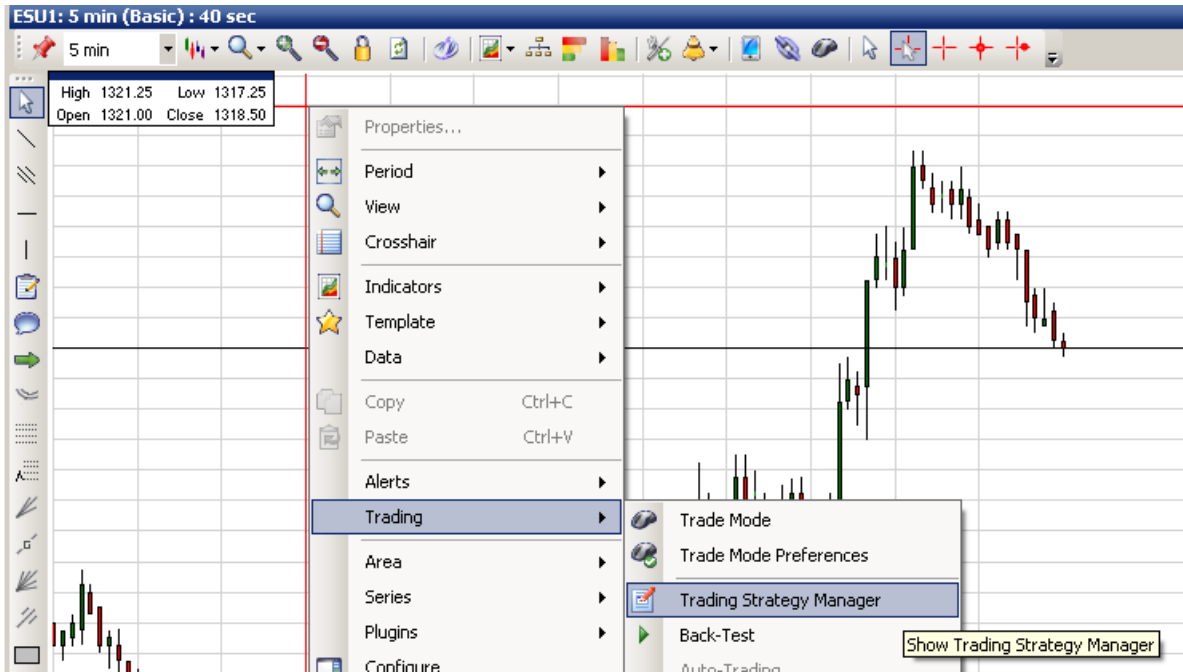 ESU1: 5 min (Basic) : 40 sec
5 min
High 1321.25 Low 1317.25
Open 1321.00 Close 1318.50
Properties...
Period
View
Crosshair
Indicators
Template
Data
Copy Ctrl+C
Paste Ctrl+V
Alerts
Trading
Area
Series
Plugins
Configure
Trade Mode
Trade Mode Preferences
Trading Strategy Manager
Back-Test
Auto-Trading
Show Trading Strategy Manager